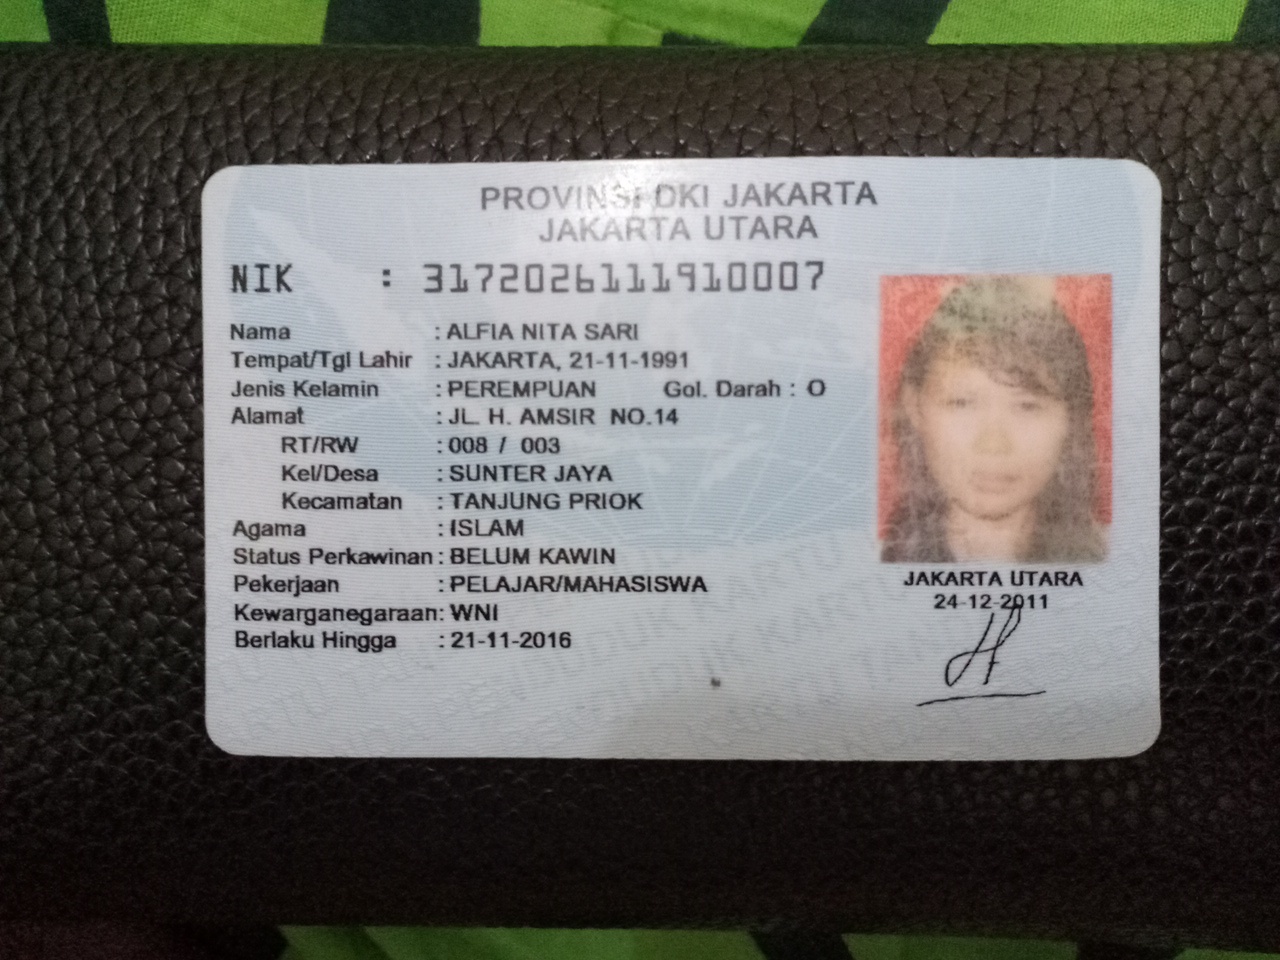 PROVINSI DKI JAKARTA
JAKARTA UTARA
NIK : 3172026111910007
Nama : ALFIA NITA SARI
Tempat/Tgl Lahir : JAKARTA, 21-11-1991
Jenis Kelamin : PEREMPUAN Gol. Darah : O
Alamat : JL. H. AMSIR NO.14
RT/RW : 008 / 003
Kel/Desa : SUNTER JAYA
Kecamatan : TANJUNG PRIOK
Agama : ISLAM
Status Perkawinan : BELUM KAWIN
Pekerjaan : PELAJAR/MAHASISWA
Kewarganegaraan: WNI
Berlaku Hingga : 21-11-2016
JAKARTA UTARA
24-12-2011